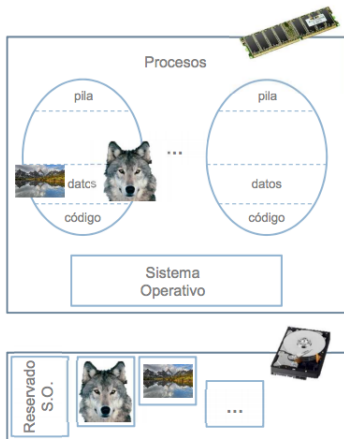 Procesos
pila
pila
...
datos
datos
código
código
Sistema
Operativo
Reservado
S.O.
...